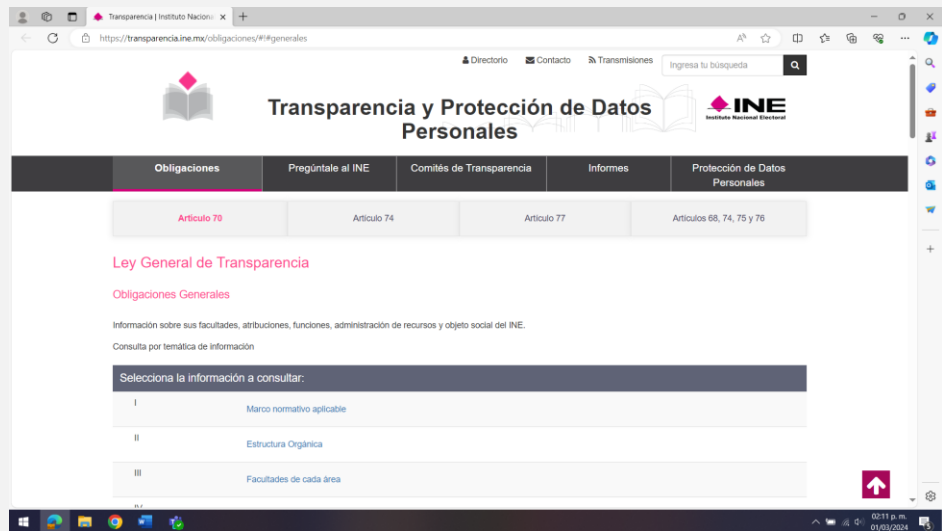 Transparencia | Instituto Naciona
https://transparencia.ine.mx/obligaciones/#!#generales
Directorio Contacto Transmisiones Ingresa tu búsqueda
Transparencia y Protección de Datos
Personales
INE
Instituto Nacional Electoral
Obligaciones Pregúntale al INE Comités de Transparencia Informes Protección de Datos
Personales
Artículo 70 Artículo 74 Artículo 77 Artículos 68, 74, 75 y 76
Ley General de Transparencia
Obligaciones Generales
Información sobre sus facultades, atribuciones, funciones, administración de recursos y objeto social del INE.
Consulta por temática de información
Selecciona la información a consultar:
I Marco normativo aplicable
II Estructura Orgánica
III Facultades de cada área
IV
02:11 p. m.
01/03/2024